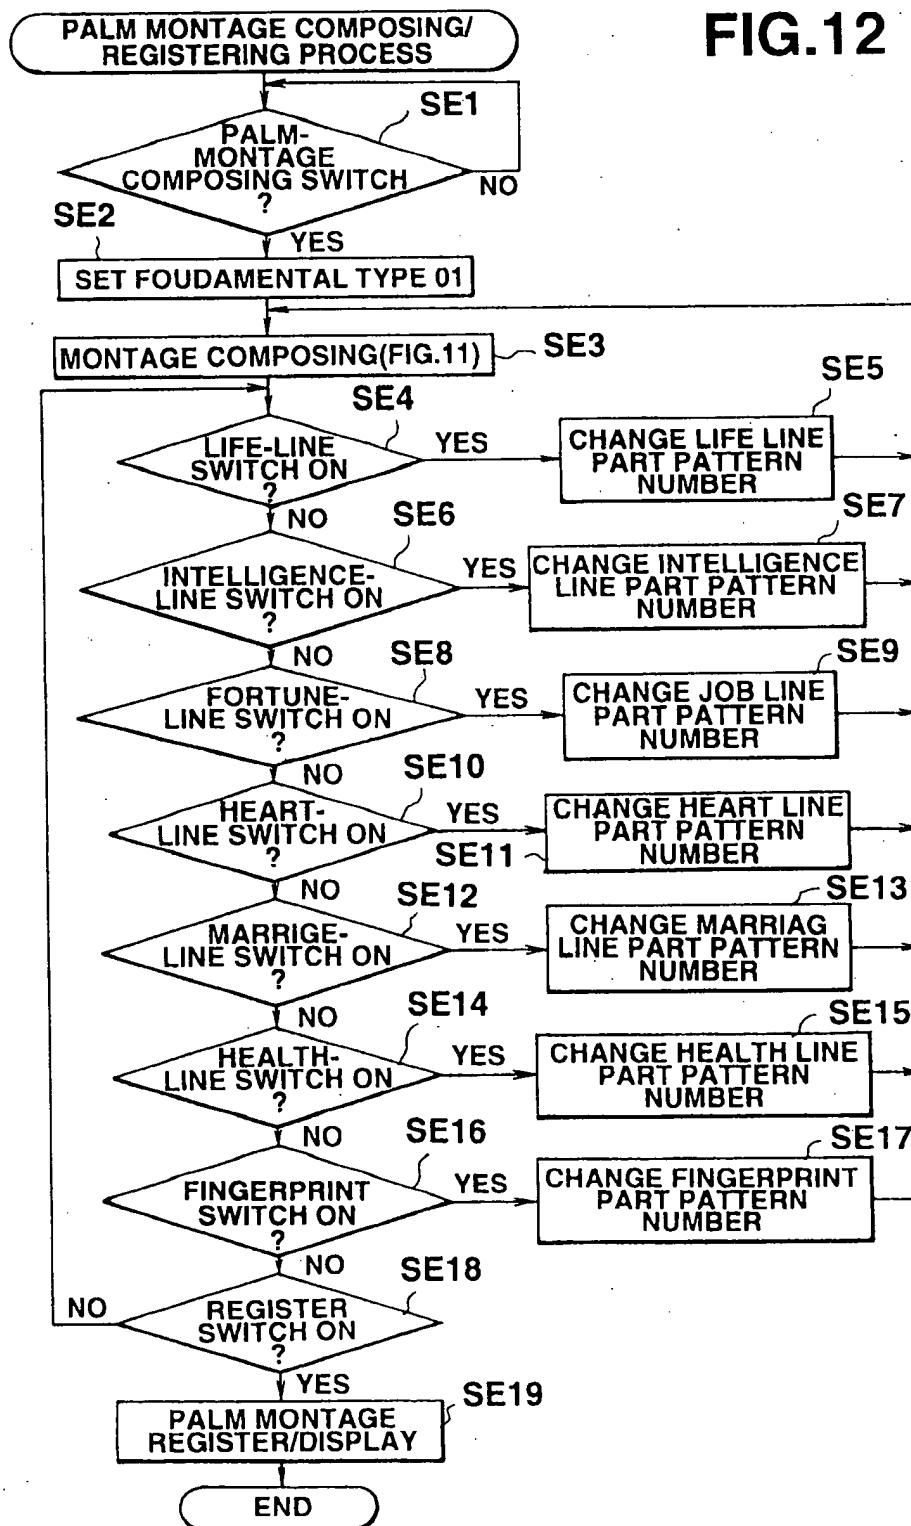 PALM MONTAGE COMPOSING/
REGISTERING PROCESS
FIG.12
SE1
PALM-
MONTAGE
COMPOSING SWITCH
?
NO
SE2
YES
SET FOUDAMENTAL TYPE 01
MONTAGE COMPOSING(FIG.11)
SE3
SE4
LIFE-LINE
SWITCH ON
?
YES
SE5
CHANGE LIFE LINE
PART PATTERN
NUMBER
NO
SE6
INTELLIGENCE-
LINE SWITCH ON
?
YES
SE7
CHANGE INTELLIGENCE
LINE PART PATTERN
NUMBER
NO
SE8
FORTUNE-
LINE SWITCH ON
?
YES
SE9
CHANGE JOB LINE
PART PATTERN
NUMBER
NO
SE10
HEART-
LINE SWITCH ON
?
YES
SE11
CHANGE HEART LINE
PART PATTERN
NUMBER
NO
SE12
MARRIGE-
LINE SWITCH ON
?
YES
SE13
CHANGE MARRIAG
LINE PART PATTERN
NUMBER
NO
SE14
HEALTH-
LINE SWITCH ON
?
YES
SE15
CHANGE HEALTH LINE
PART PATTERN
NUMBER
NO
SE16
FINGERPRINT
SWITCH ON
?
YES
SE17
CHANGE FINGERPRINT
PART PATTERN
NUMBER
NO
SE18
REGISTER
SWITCH ON
?
NO
YES
SE19
PALM MONTAGE
REGISTER/DISPLAY
END